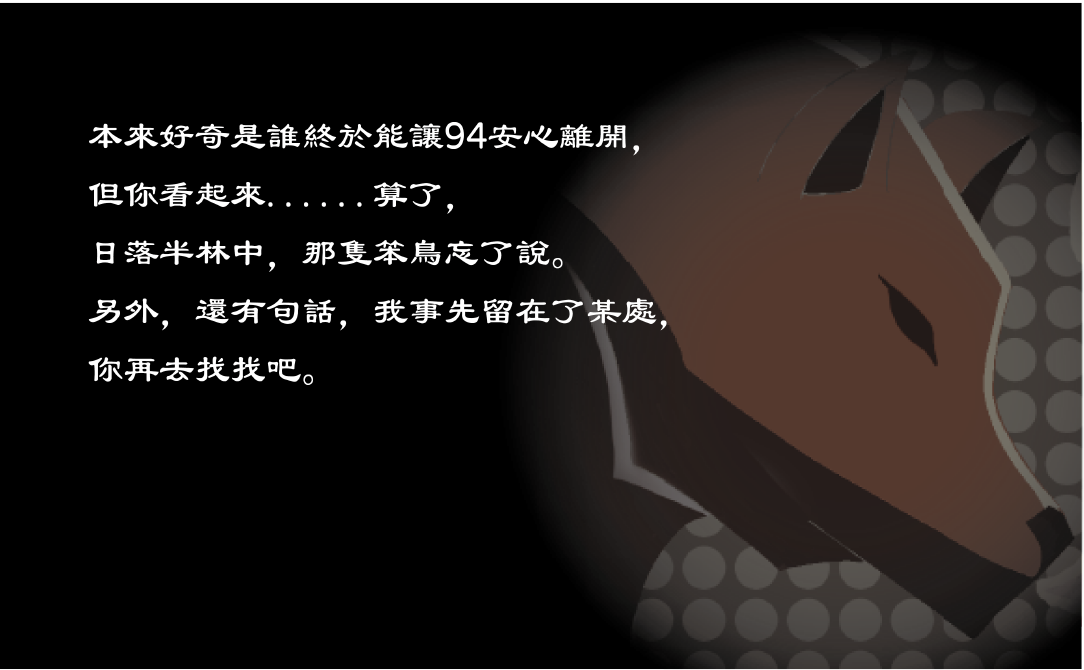 本來好奇是誰終於能讓94安心離開，
但你看起來......算了，
日落半林中，那隻笨鳥忘了說。
另外，還有句話，我事先留在了某處，
你再去找找吧。